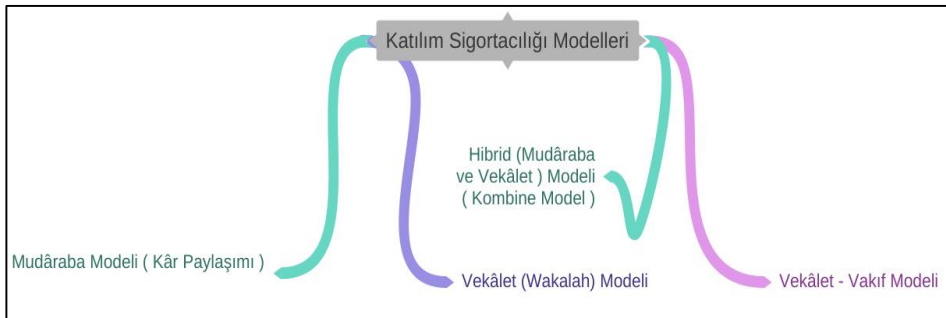 Katılım Sigortacılığı Modelleri
Hibrid (Mudâraba
ve Vekâlet ) Modeli
( Kombine Model )
Mudâraba Modeli ( Kâr Paylaşımı )
Vekâlet (Wakalah) Modeli
Vekâlet - Vakıf Modeli